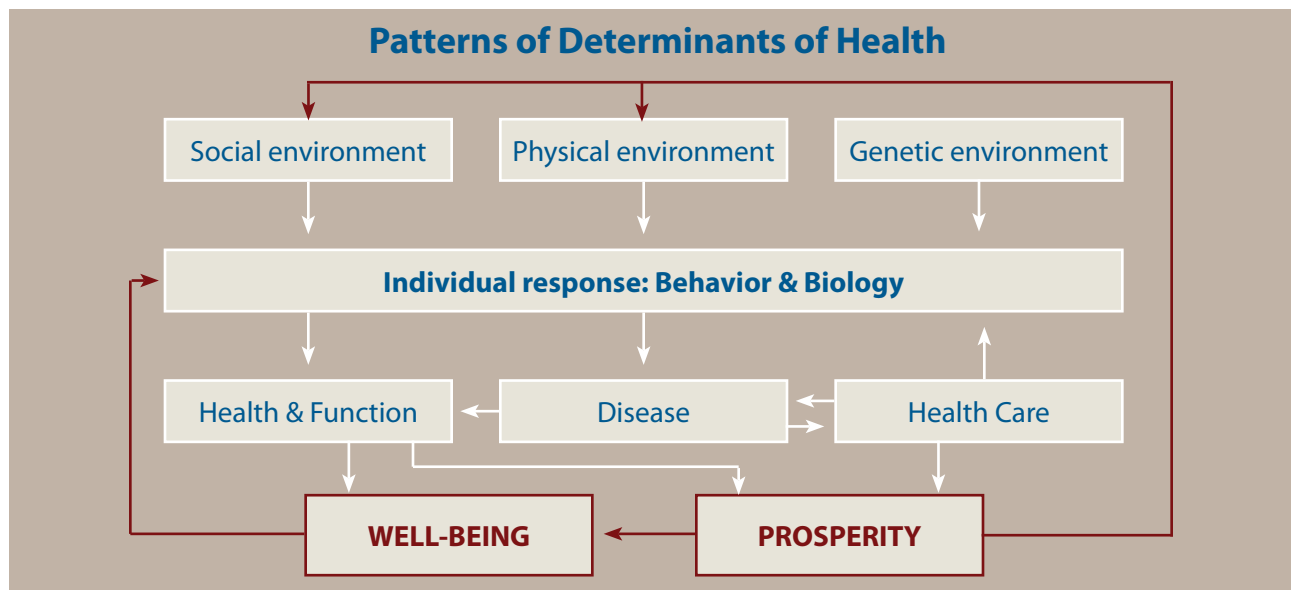 Patterns of Determinants of Health
Social environment
Physical environment
Genetic environment
Individual response: Behavior & Biology
Health & Function
Disease
Health Care
WELL-BEING
PROSPERITY